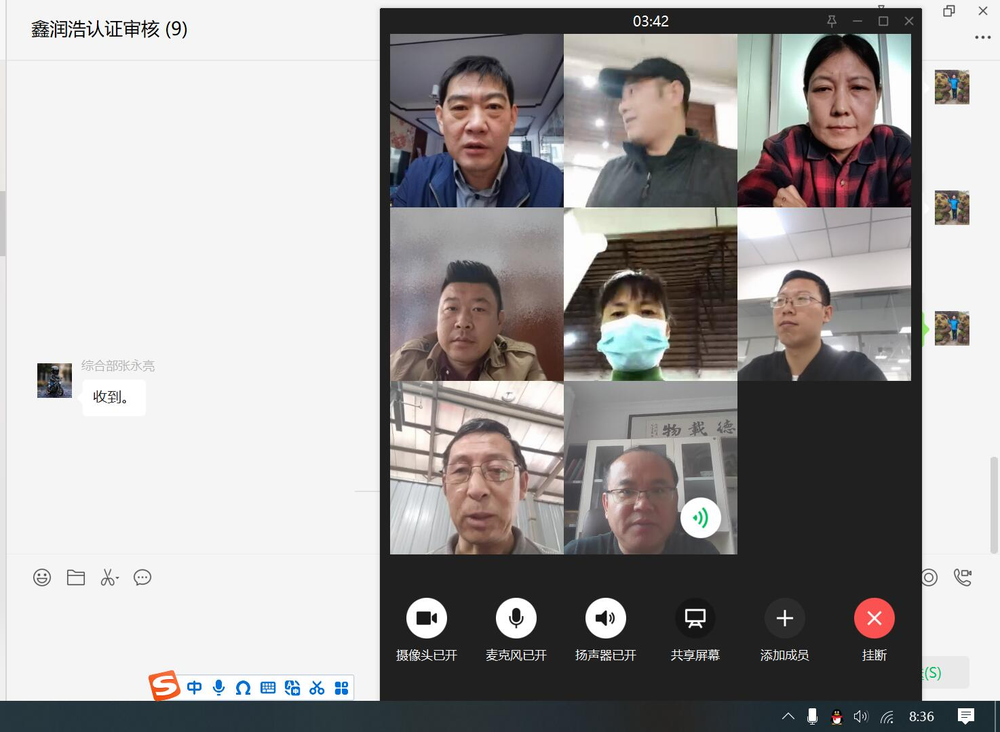 鑫润浩认证审核 (9)
03:42
综合部张永亮
收到。
德載物
摄像头已开
麦克风已开
扬声器已开
共享屏幕
添加成员
挂断
(S)
中
8:36